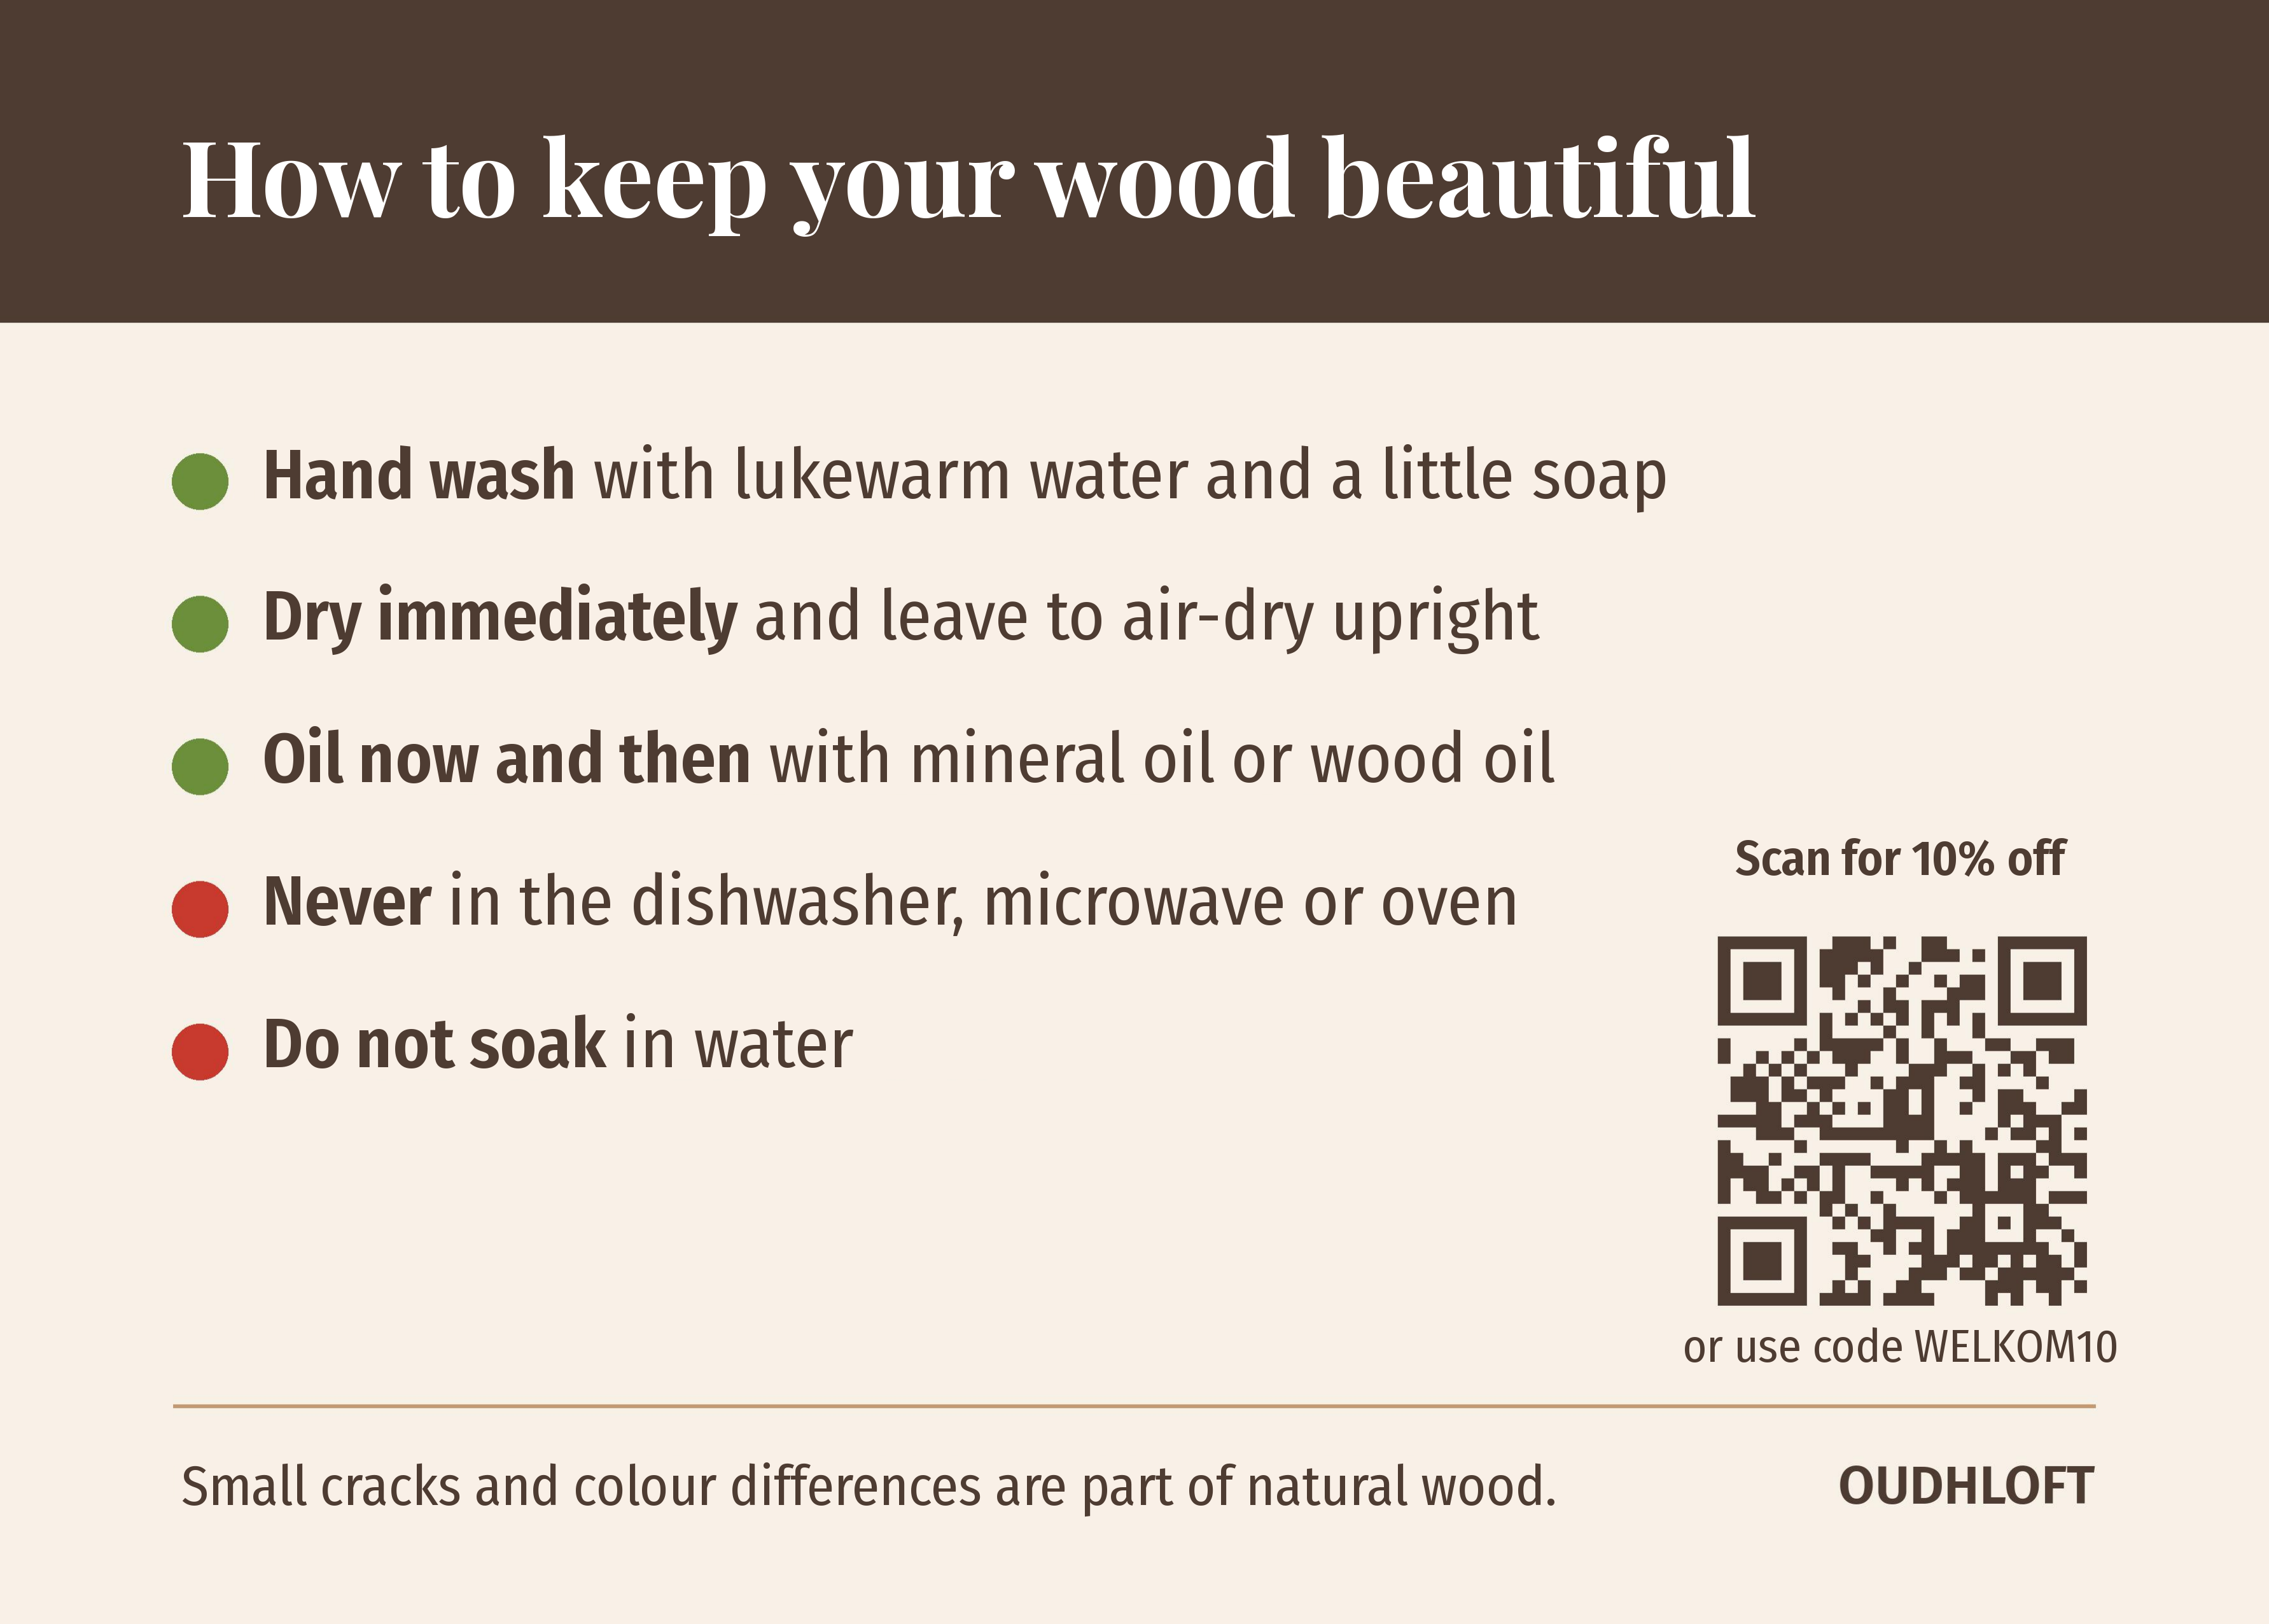 How to keep your wood beautiful
Hand wash with lukewarm water and a little soap
Dry immediately and leave to air-dry upright
Oil now and then with mineral oil or wood oil
Never in the dishwasher, microwave or oven
Do not soak in water
Scan for 10% off
or use code WELKOM10
Small cracks and colour differences are part of natural wood.
OUDHLOFT